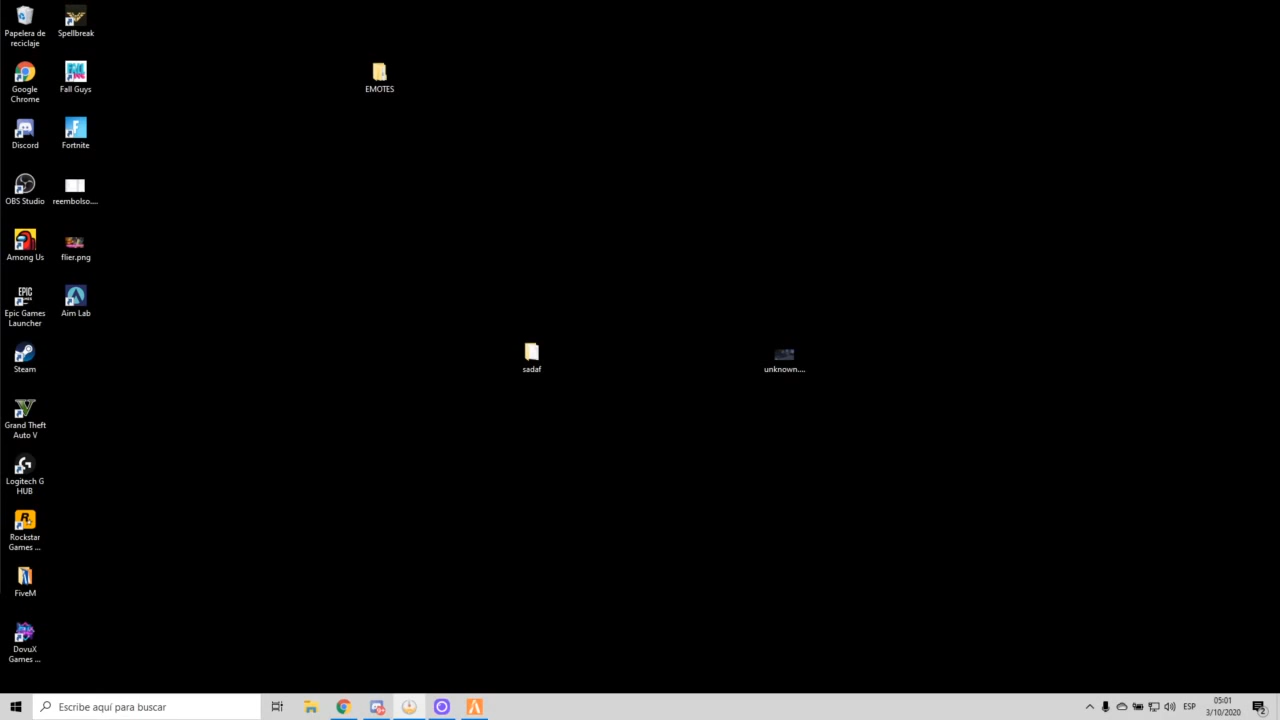 Papelera de
reciclaje
Spellbreak
Google
Chrome
Fall Guys
EMOTES
Discord
Fortnite
OBS Studio
reembolso....
Among Us
flier.png
EPIC
Epic Games
Launcher
Aim Lab
Steam
sadaf
unknown....
Grand Theft
Auto V
Logitech G
HUB
Rockstar
Games ...
FiveM
DovuX
Games ...
Escribe aquí para buscar
ESP
05:01
3/10/2020
2